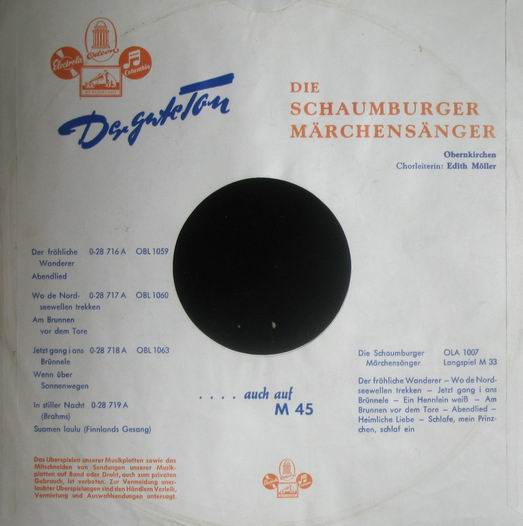 Electrola
Odeon
Columbia
Der gute Ton
DIE
SCHAUMBURGER
MÄRCHENSÄNGER
Obernkirchen
Chorleiterin: Edith Möller
Der fröhliche 0-28 716 A OBL 1059
Wanderer
Abendlied
Wo de Nord- 0-28 717 A OBL 1060
seewellen trekken
Am Brunnen
vor dem Tore
Jetzt gang i ans 0-28 718 A OBL 1063
Brünnele
Wenn über
Sonnenwegen
In stiller Nacht 0-28 719 A
(Brahms)
Suomen laulu (Finnlands Gesang)
. . . . auch auf
M 45
Die Schaumburger OLA 1007
Märchensänger Langspiel M 33
Der fröhliche Wanderer – Wo de Nord-
seewellen trekken – Jetzt gang i ans
Brünnele – Ein Hennlein weiß – Am
Brunnen vor dem Tore – Abendlied –
Heimliche Liebe – Schlafe, mein Prinz-
chen, schlaf ein
Das Überspielen unserer Musikplatten sowie das
Mitschneiden von Sendungen unserer Musik-
platten auf Band oder Draht, auch zum privaten
Gebrauch, ist verboten. Zur Vermeidung uner-
laubter Überspielungen sind den Händlern Verleih,
Vermietung und Auswahlsendungen untersagt.